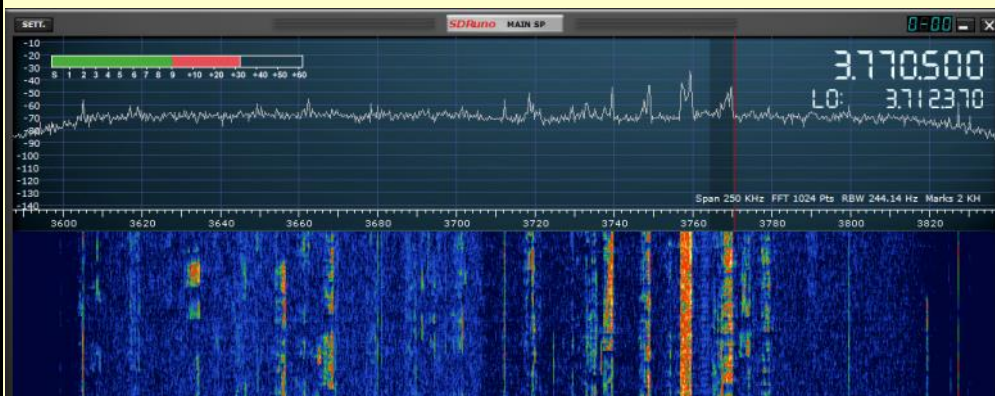 SETT.
SDRuno MAIN SP
0-00
-10
-20
-30
-40
-50
-60
-70
-80
-90
-100
-110
-120
-130
-140
S 1 2 3 4 5 6 7 8 9 +10 +20 +30 +40 +50 +60
3.770.500
LO: 3.712.370
Span 250 KHz FFT 1024 Pts RBW 244.14 Hz Marks 2 KH
3600 3620 3640 3660 3680 3700 3720 3740 3760 3780 3800 3820